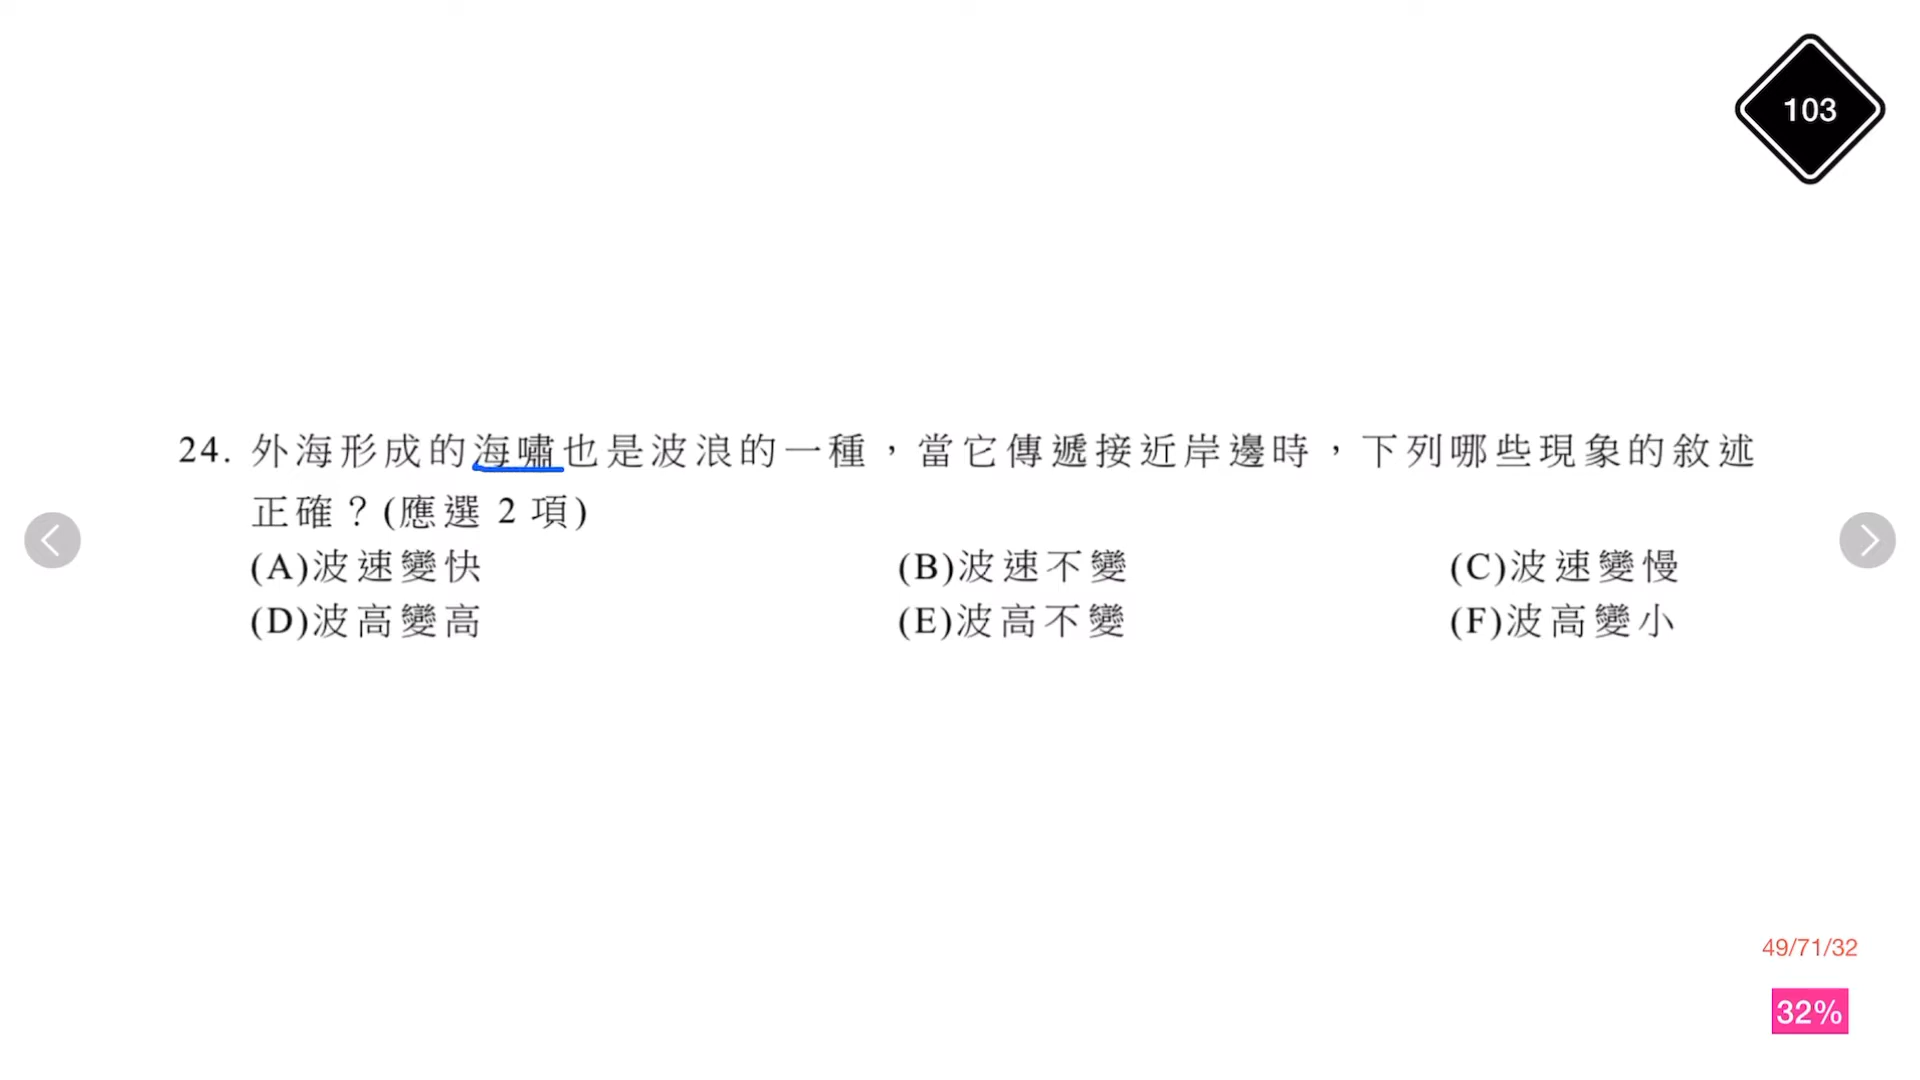 103
24. 外海形成的海嘯也是波浪的一種，當它傳遞接近岸邊時，下列哪些現象的敘述
正確？(應選 2 項)
(A)波速變快 (B)波速不變 (C)波速變慢
(D)波高變高 (E)波高不變 (F)波高變小
49/71/32
32%